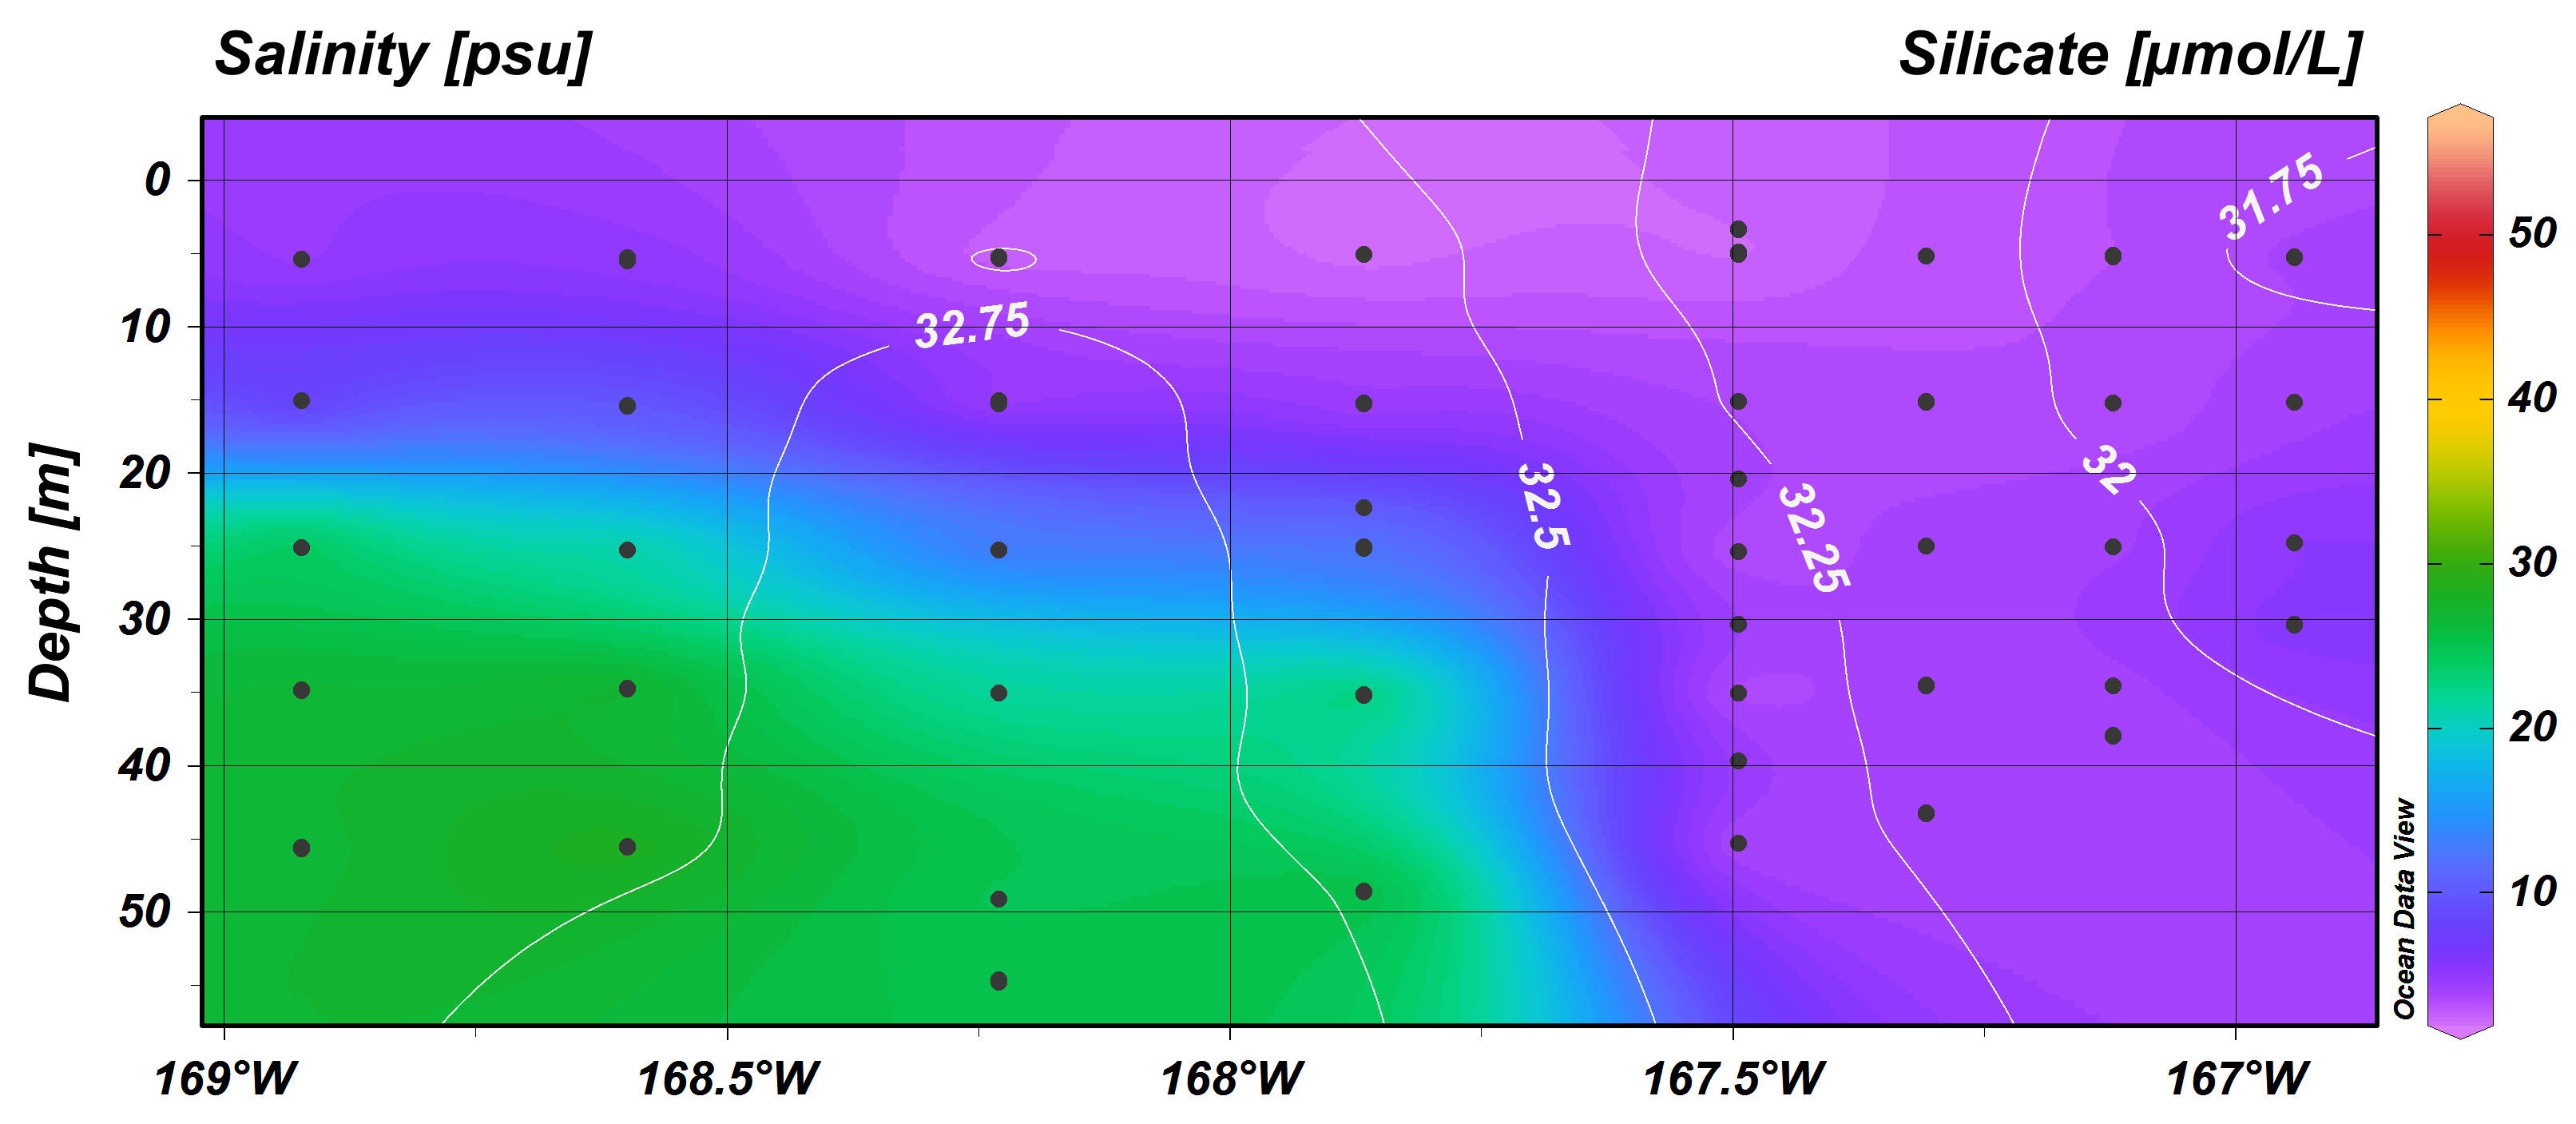 Salinity [psu]
Silicate [µmol/L]
Depth [m]
0
10
20
30
40
50
169°W
168.5°W
168°W
167.5°W
167°W
32.75
32.5
32.25
32
31.75
50
40
30
20
10
Ocean Data View